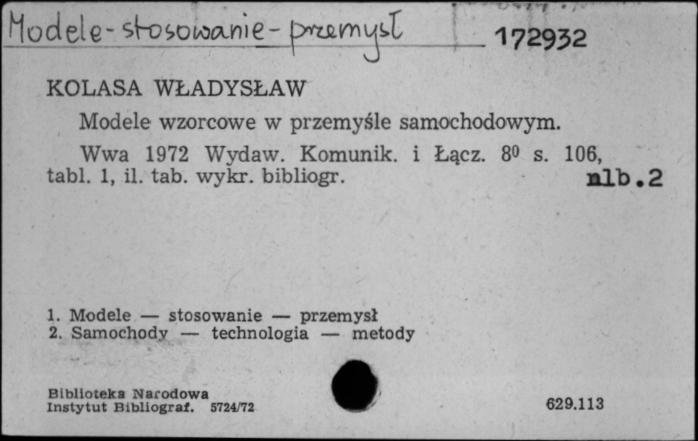 Modele - stosowanie - przemysł
172932
KOLASA WŁADYSŁAW
Modele wzorcowe w przemyśle samochodowym.
Wwa 1972 Wydaw. Komunik. i Łącz. 8⁰ s. 106,
tabl. 1, il. tab. wykr. bibliogr. nlb.2
1. Modele — stosowanie — przemysł
2. Samochody — technologia — metody
Biblioteka Narodowa
Instytut Bibliograf. 5724/72
629.113